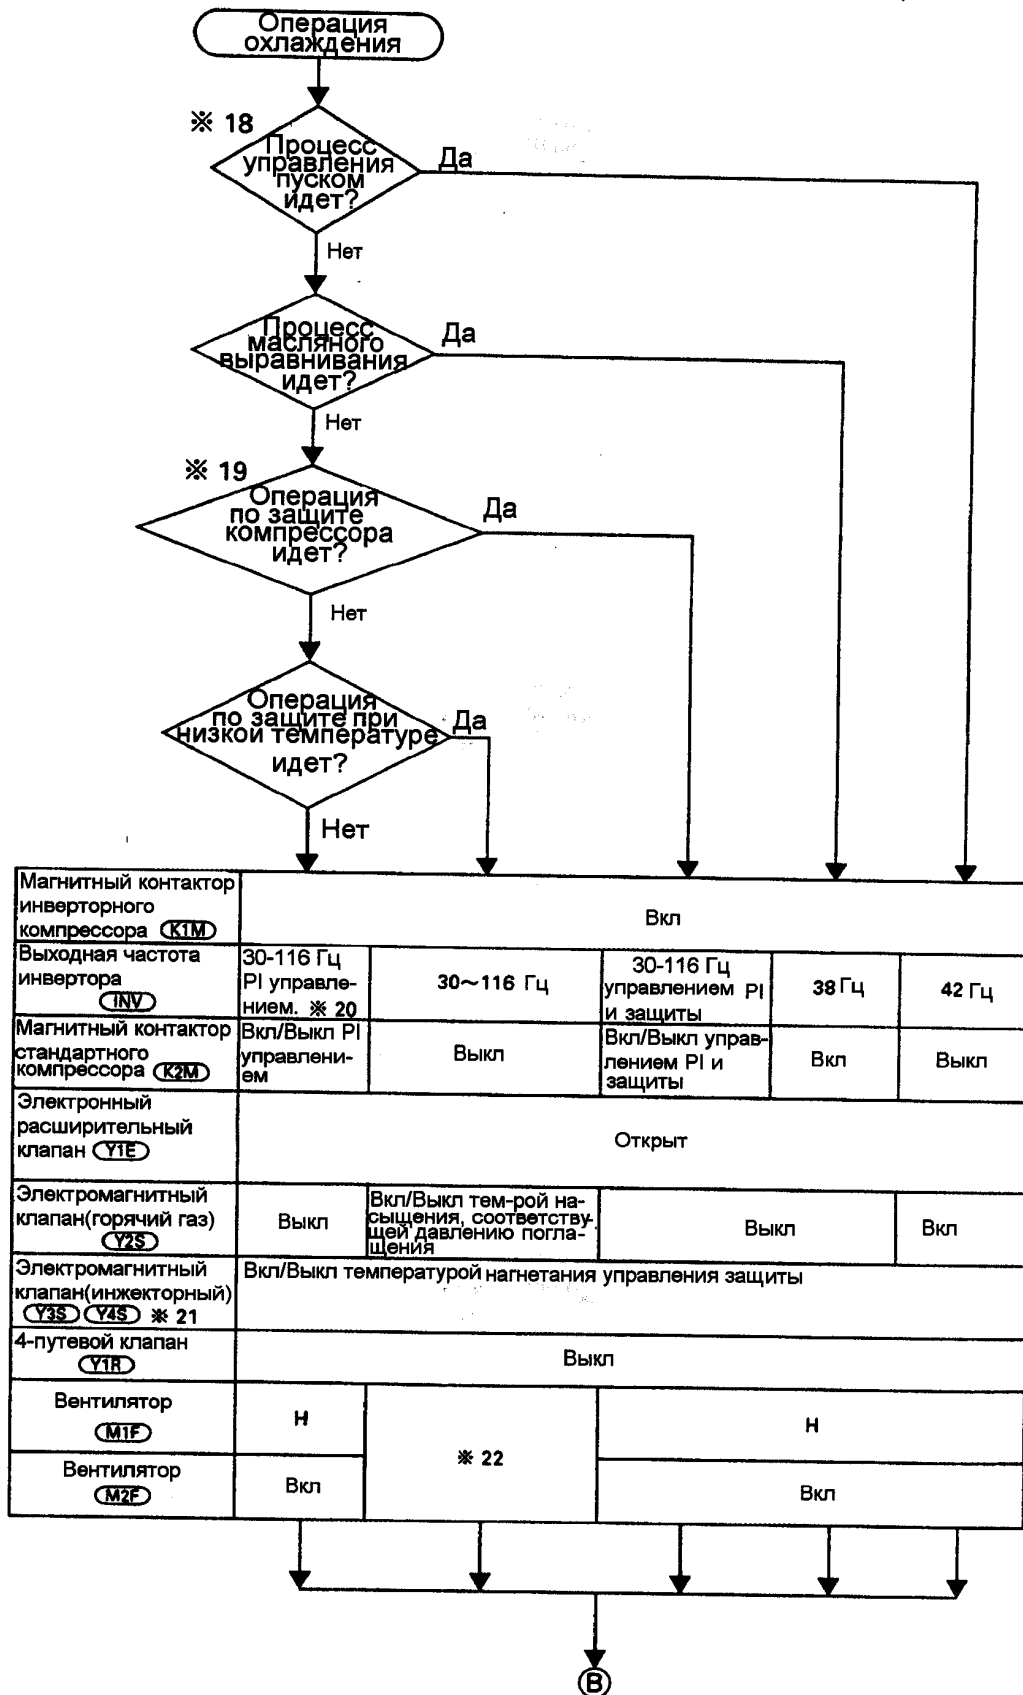 Операция
охлаждения
※ 18
Процесс
управления
пуском
идет?
Да
Нет
Процесс
масляного
выравнивания
идет?
Да
Нет
※ 19
Операция
по защите
компрессора
идет?
Да
Нет
Операция
по защите при
низкой температуре
идет?
Да
Нет
Магнитный контактор
инверторного
компрессора K1M
Вкл
Выходная частота
инвертора
INV
30-116 Гц
PI управле-
нием. ※ 20
30～116 Гц
30-116 Гц
управлением PI
и защиты
38 Гц
42 Гц
Магнитный контактор
стандартного
компрессора K2M
Вкл/Выкл PI
управлени-
ем
Выкл
Вкл/Выкл управ-
лением PI и
защиты
Вкл
Выкл
Электронный
расширительный
клапан Y1E
Открыт
Электромагнитный
клапан(горячий газ)
Y2S
Выкл
Вкл/Выкл тем-рой на-
сыщения, соответству-
щей давлению погла-
щения
Выкл
Вкл
Электромагнитный
клапан(инжекторный)
Y3S Y4S ※ 21
Вкл/Выкл температурой нагнетания управления защиты
4-путевой клапан
Y1R
Выкл
Вентилятор
M1F
H
※ 22
H
Вентилятор
M2F
Вкл
Вкл
B